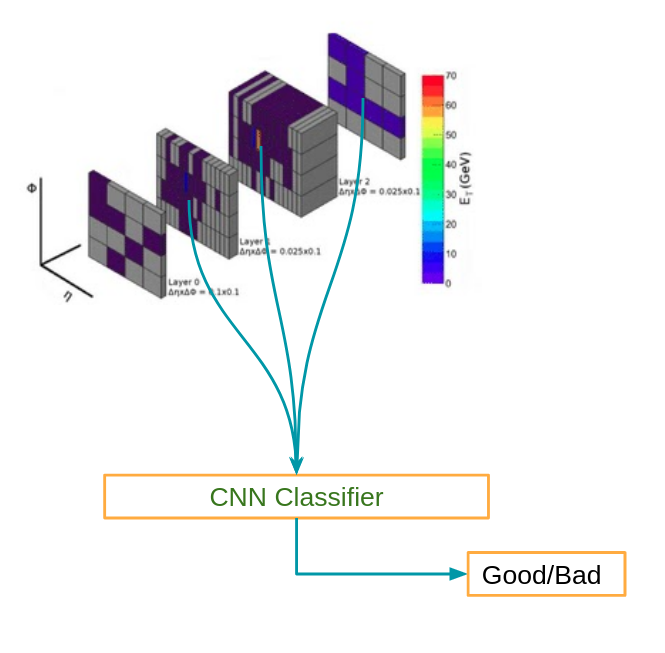 Φ
η
Layer 0
ΔηxΔΦ = 0.1x0.1
Layer 1
ΔηxΔΦ = 0.025x0.1
Layer 2
ΔηxΔΦ = 0.025x0.1
70
60
50
40
30
20
10
0
E_T (GeV)
CNN Classifier
Good/Bad